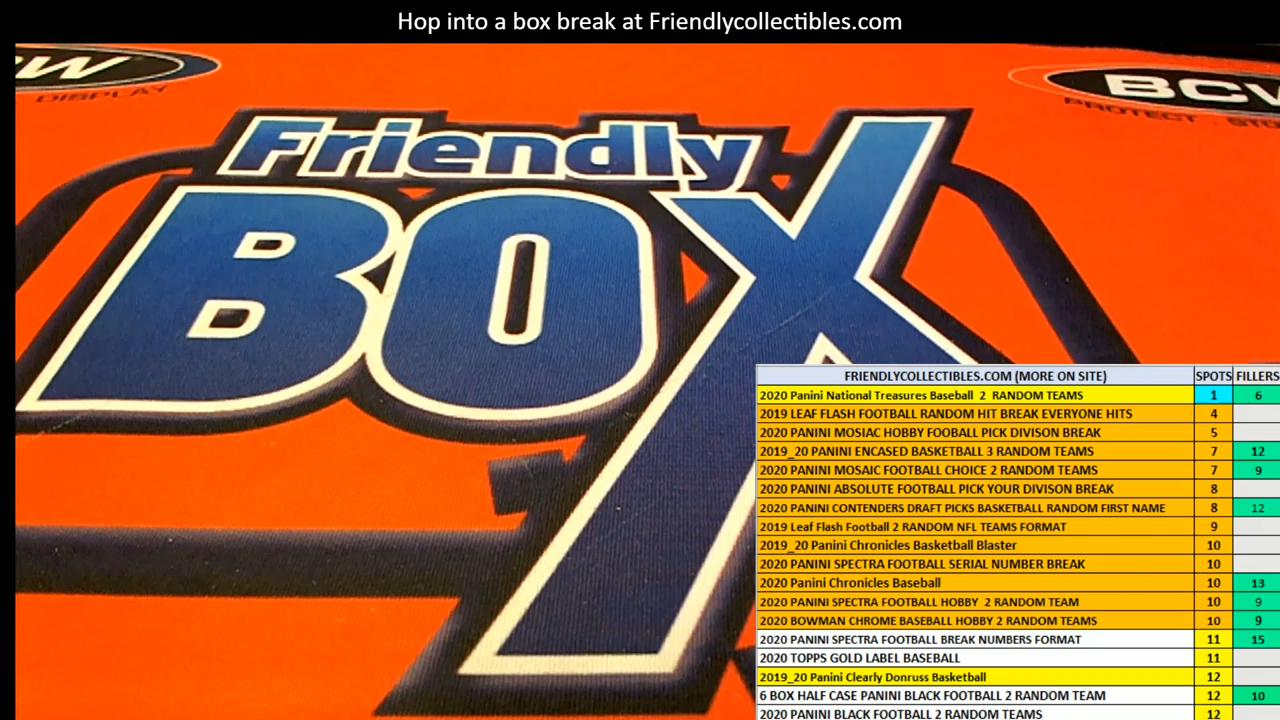 Hop into a box break at Friendlycollectibles.com
DISPLAY
BCW
PROTECT
Friendly
BOX
FRIENDLYCOLLECTIBLES.COM (MORE ON SITE) SPOTS FILLERS
2020 Panini National Treasures Baseball 2 RANDOM TEAMS 1 6
2019 LEAF FLASH FOOTBALL RANDOM HIT BREAK EVERYONE HITS 4
2020 PANINI MOSIAC HOBBY FOOBALL PICK DIVISON BREAK 5
2019_20 PANINI ENCASED BASKETBALL 3 RANDOM TEAMS 7 12
2020 PANINI MOSAIC FOOTBALL CHOICE 2 RANDOM TEAMS 7 9
2020 PANINI ABSOLUTE FOOTBALL PICK YOUR DIVISON BREAK 8
2020 PANINI CONTENDERS DRAFT PICKS BASKETBALL RANDOM FIRST NAME 8 12
2019 Leaf Flash Football 2 RANDOM NFL TEAMS FORMAT 9
2019_20 Panini Chronicles Basketball Blaster 10
2020 PANINI SPECTRA FOOTBALL SERIAL NUMBER BREAK 10
2020 Panini Chronicles Baseball 10 13
2020 PANINI SPECTRA FOOTBALL HOBBY 2 RANDOM TEAM 10 9
2020 BOWMAN CHROME BASEBALL HOBBY 2 RANDOM TEAMS 10 9
2020 PANINI SPECTRA FOOTBALL BREAK NUMBERS FORMAT 11 15
2020 TOPPS GOLD LABEL BASEBALL 11
2019_20 Panini Clearly Donruss Basketball 12
6 BOX HALF CASE PANINI BLACK FOOTBALL 2 RANDOM TEAM 12 10
2020 PANINI BLACK FOOTBALL 2 RANDOM TEAMS 12